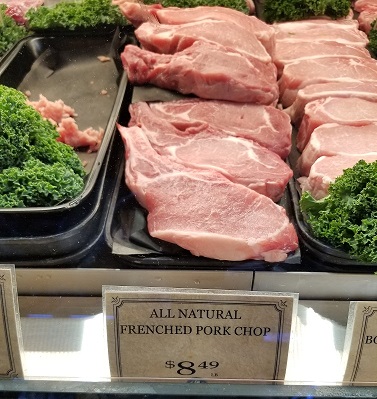 ALL NATURAL
FRENCHED PORK CHOP
$8.49
LB.